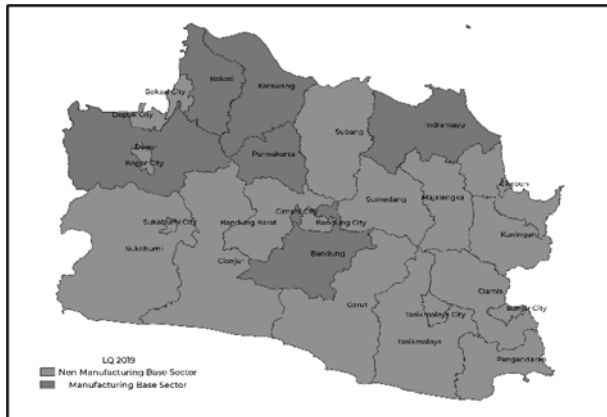 Bekasi
Bekasi City
Karawang
Depok City
Subang
Indramayu
Bogor
Bogor City
Purwakarta
Sumedang
Majalengka
Cirebon
Sukabumi City
Bandung Barat
Cimahi City
Bandung City
Kuningan
Sukabumi
Cianjur
Bandung
Ciamis
Garut
Tasikmalaya City
Banjar City
Tasikmalaya
Pangandaran
LQ 2019
Non Manufacturing Base Sector
Manufacturing Base Sector